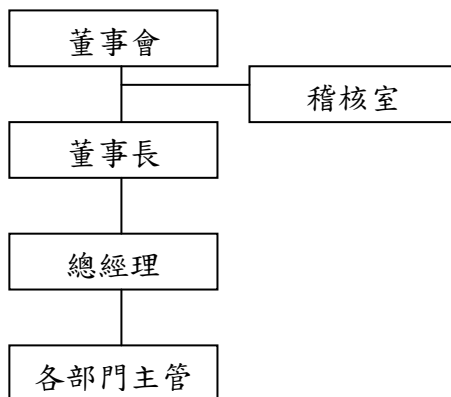 董事會
稽核室
董事長
總經理
各部門主管